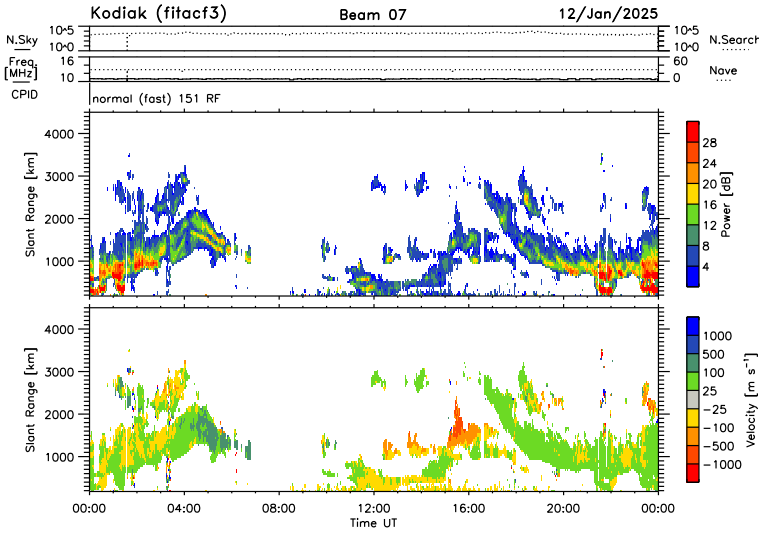 Kodiak (fitacf3) Beam 07 12/Jan/2025
N.Sky 10^5 10^5 N.Search
10^0 10^0
Freq. 16 60
[MHz] 10 0 Nave
CPID normal (fast) 151 RF
Slant Range [km]
4000
3000
2000
1000
28
24
20
16
12
8
4
Power [dB]
Slant Range [km]
4000
3000
2000
1000
1000
500
100
25
−25
−100
−500
−1000
Velocity [m s⁻¹]
00:00 04:00 08:00 12:00 16:00 20:00 00:00
Time UT